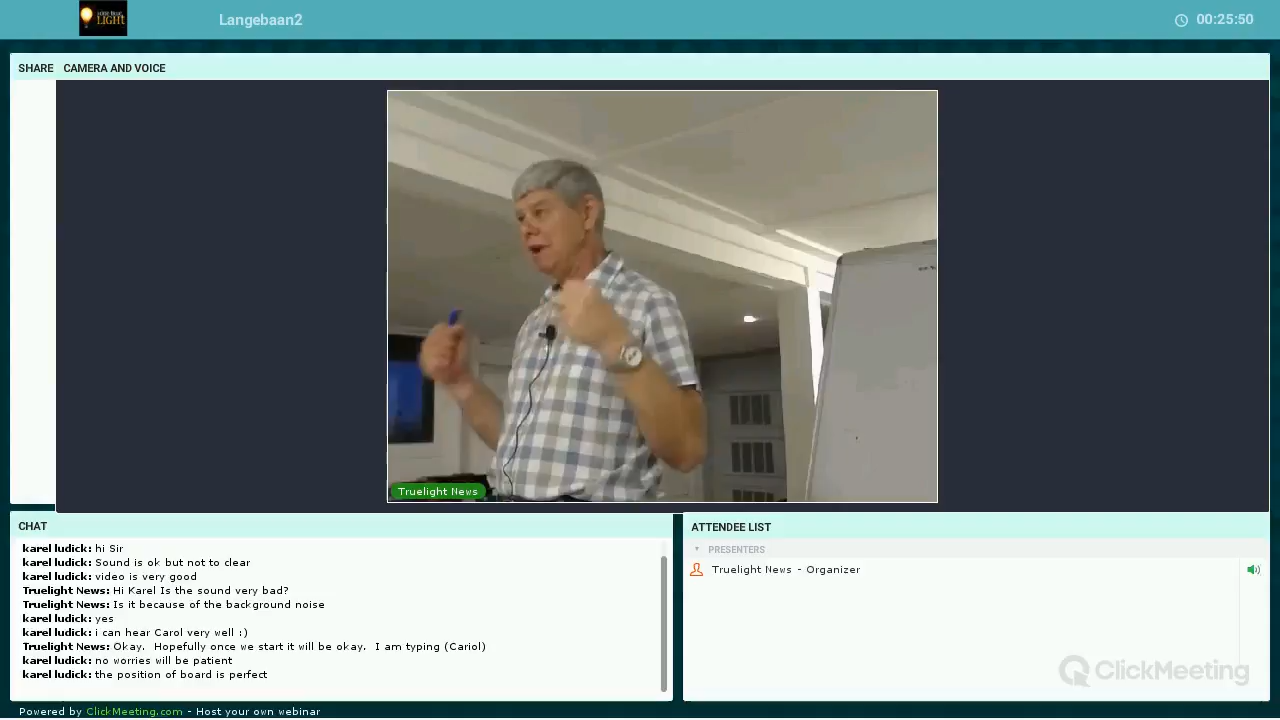 LIGHT
Langebaan2
00:25:50
SHARE CAMERA AND VOICE
Truelight News
CHAT
karel ludick: hi Sir
karel ludick: Sound is ok but not to clear
karel ludick: video is very good
Truelight News: Hi Karel Is the sound very bad?
Truelight News: Is it because of the background noise
karel ludick: yes
karel ludick: i can hear Carol very well :)
Truelight News: Okay. Hopefully once we start it will be okay. I am typing (Cariol)
karel ludick: no worries will be patient
karel ludick: the position of board is perfect
ATTENDEE LIST
PRESENTERS
Truelight News - Organizer
ClickMeeting
Powered by ClickMeeting.com - Host your own webinar